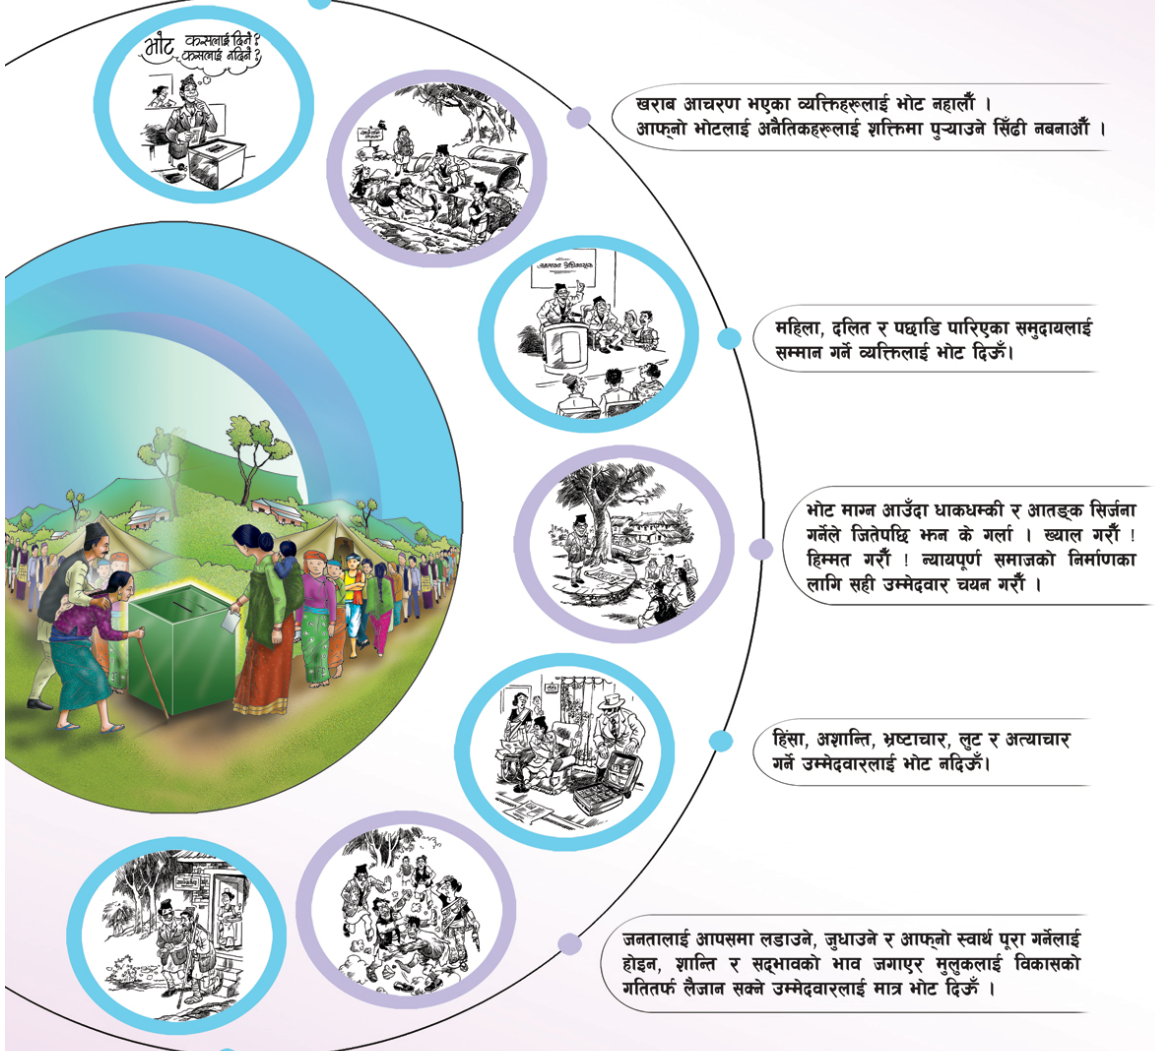 भोट कसलाई दिने ?
कसलाई नदिने ?
खराब आचरण भएका व्यक्तिहरूलाई भोट नहालौँ ।
आफ्नो भोटलाई अनैतिकहरूलाई शक्तिमा पुऱ्याउने सिँढी नबनाऔँ ।
महिला, दलित र पछाडि पारिएका समुदायलाई
सम्मान गर्ने व्यक्तिलाई भोट दिऊँ।
भोट माग्न आउँदा धाकधम्की र आतङ्क सिर्जना
गर्नेले जितेपछि झन के गर्ला । ख्याल गरौँ !
हिम्मत गरौँ ! न्यायपूर्ण समाजको निर्माणका
लागि सही उम्मेदवार चयन गरौँ ।
हिंसा, अशान्ति, भ्रष्टाचार, लुट र अत्याचार
गर्ने उम्मेदवारलाई भोट नदिऊँ।
जनतालाई आपसमा लडाउने, जुधाउने र आफ्नो स्वार्थ पूरा गर्नेलाई
होइन, शान्ति र सद्भावको भाव जगाएर मुलुकलाई विकासको
गतितर्फ लैजान सक्ने उम्मेदवारलाई मात्र भोट दिऊँ ।